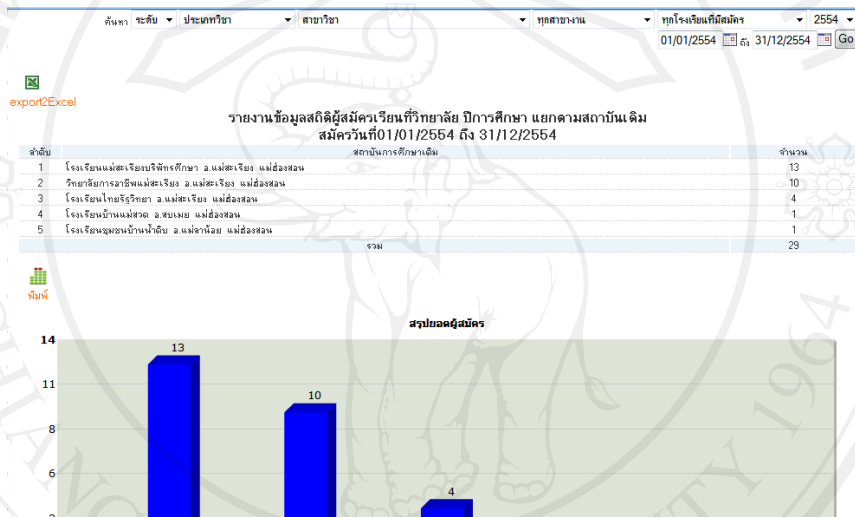 ค้นหา ระดับ ประเภทวิชา สาขาวิชา ทุกสาขางาน ทุกโรงเรียนที่มีสมัคร 2554
01/01/2554 ถึง 31/12/2554 Go
export2Excel
รายงานข้อมูลสถิติผู้สมัครเรียนที่วิทยาลัย ปีการศึกษา แยกตามสถาบันเดิม
สมัครวันที่01/01/2554 ถึง 31/12/2554
ลำดับ สถาบันการศึกษาเดิม จำนวน
1 โรงเรียนแม่สะเรียงบริพัทรศึกษา อ.แม่สะเรียง แม่ฮ่องสอน 13
2 วิทยาลัยการอาชีพแม่สะเรียง อ.แม่สะเรียง แม่ฮ่องสอน 10
3 โรงเรียนไทยรัฐวิทยา อ.แม่สะเรียง แม่ฮ่องสอน 4
4 โรงเรียนบ้านแม่สวด อ.สบเมย แม่ฮ่องสอน 1
5 โรงเรียนชุมชนบ้านน้ำดิบ อ.แม่ลาน้อย แม่ฮ่องสอน 1
รวม 29
พิมพ์
สรุปยอดผู้สมัคร
14
13
11
10
8
6
4
UNIVERSITY 1964